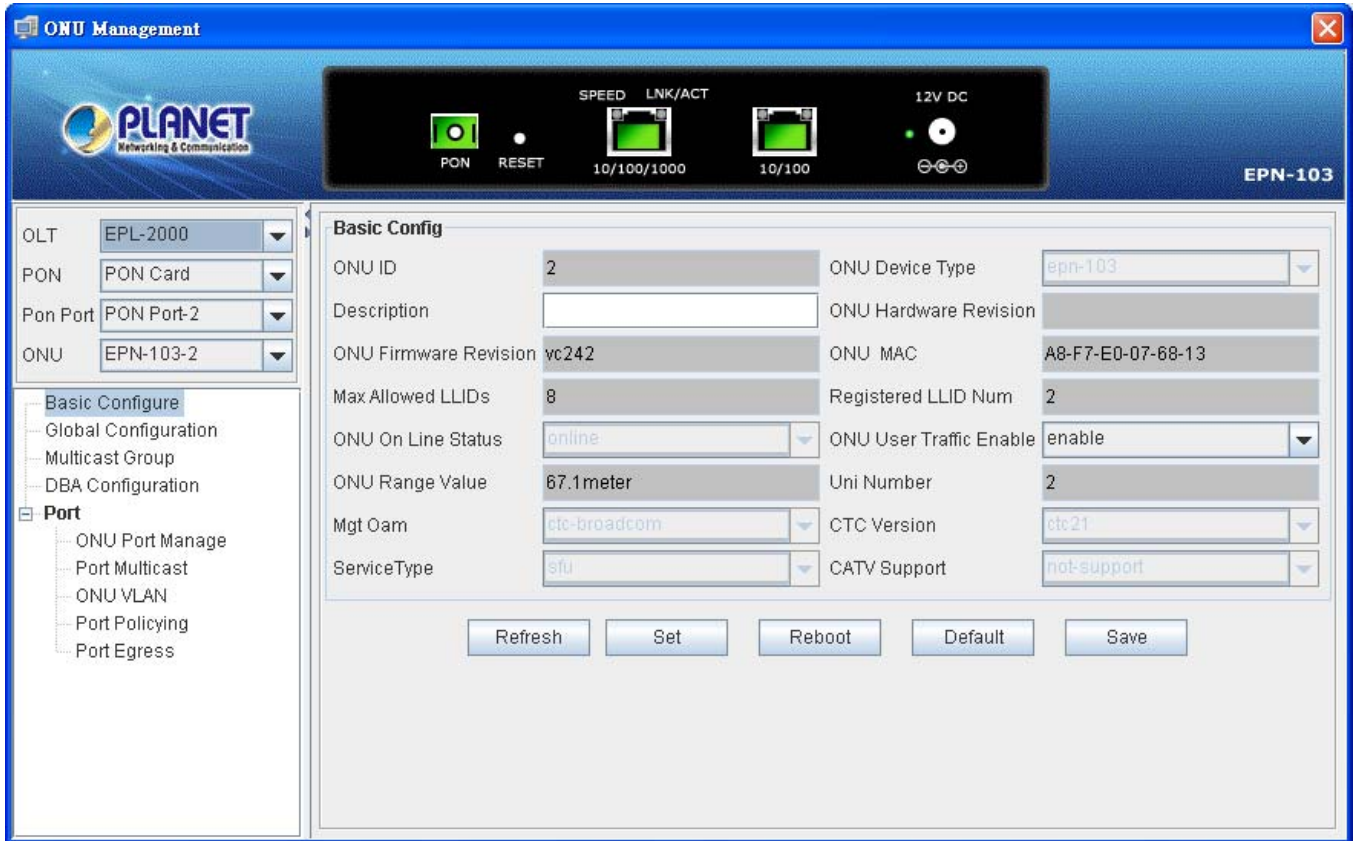 ONU Management
PLANET
Networking & Communication
SPEED LNK/ACT
12V DC
PON RESET 10/100/1000 10/100
EPN-103
OLT EPL-2000
PON PON Card
Pon Port PON Port-2
ONU EPN-103-2
Basic Configure
Global Configuration
Multicast Group
DBA Configuration
Port
ONU Port Manage
Port Multicast
ONU VLAN
Port Policying
Port Egress
Basic Config
ONU ID 2 ONU Device Type epn-103
Description ONU Hardware Revision
ONU Firmware Revision vc242 ONU MAC A8-F7-E0-07-68-13
Max Allowed LLIDs 8 Registered LLID Num 2
ONU On Line Status online ONU User Traffic Enable enable
ONU Range Value 67.1meter Uni Number 2
Mgt Oam ctc-broadcom CTC Version ctc21
ServiceType sfu CATV Support not-support
Refresh Set Reboot Default Save